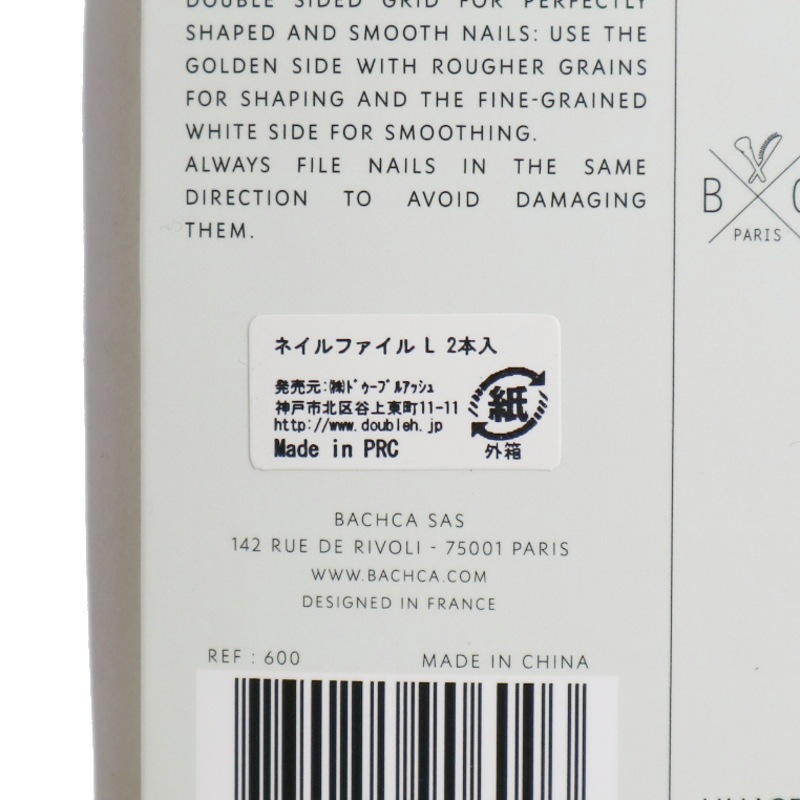 DOUBLE SIDED GRID FOR PERFECTLY
SHAPED AND SMOOTH NAILS: USE THE
GOLDEN SIDE WITH ROUGHER GRAINS
FOR SHAPING AND THE FINE-GRAINED
WHITE SIDE FOR SMOOTHING.
ALWAYS FILE NAILS IN THE SAME
DIRECTION TO AVOID DAMAGING
THEM.
ネイルファイル L 2本入
発売元:㈱ﾄﾞｩｰﾌﾞﾙｱｯｼｭ
神戸市北区谷上東町11-11
http://www.doubleh.jp
Made in PRC
紙
外箱
BACHCA SAS
142 RUE DE RIVOLI - 75001 PARIS
WWW.BACHCA.COM
DESIGNED IN FRANCE
REF : 600
MADE IN CHINA
B
PARIS